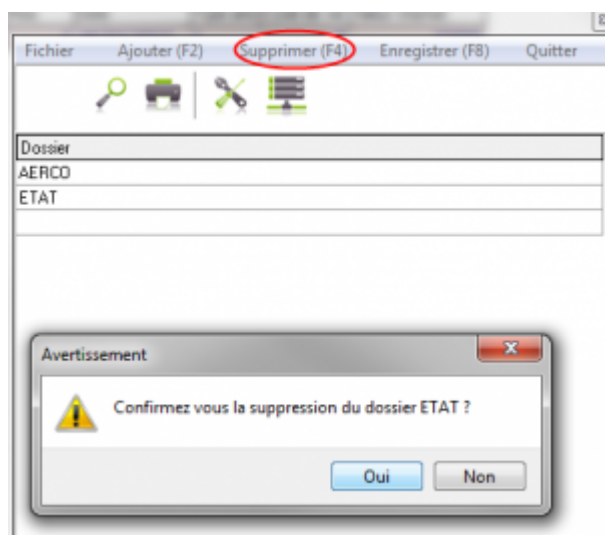 Fichier Ajouter (F2) Supprimer (F4) Enregistrer (F8) Quitter
Dossier
AERCO
ETAT
Avertissement
Confirmez vous la suppression du dossier ETAT ?
Oui Non